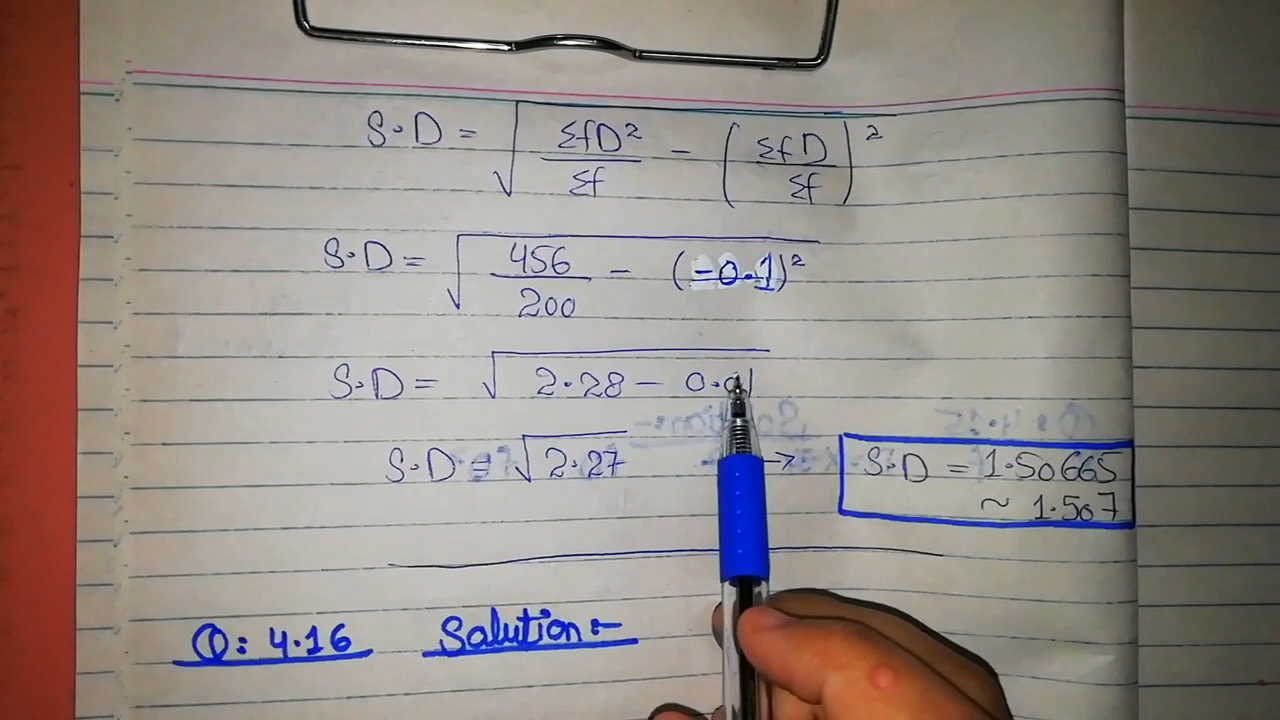 S.D = √ ΣfD²/Σf - (ΣfD/Σf)²
S.D = √ 456/200 - (-0.1)²
S.D = √ 2.28 - 0.01
S.D = √2.27 → S.D = 1.50665
~ 1.507
Q: 4.16 Solution:-